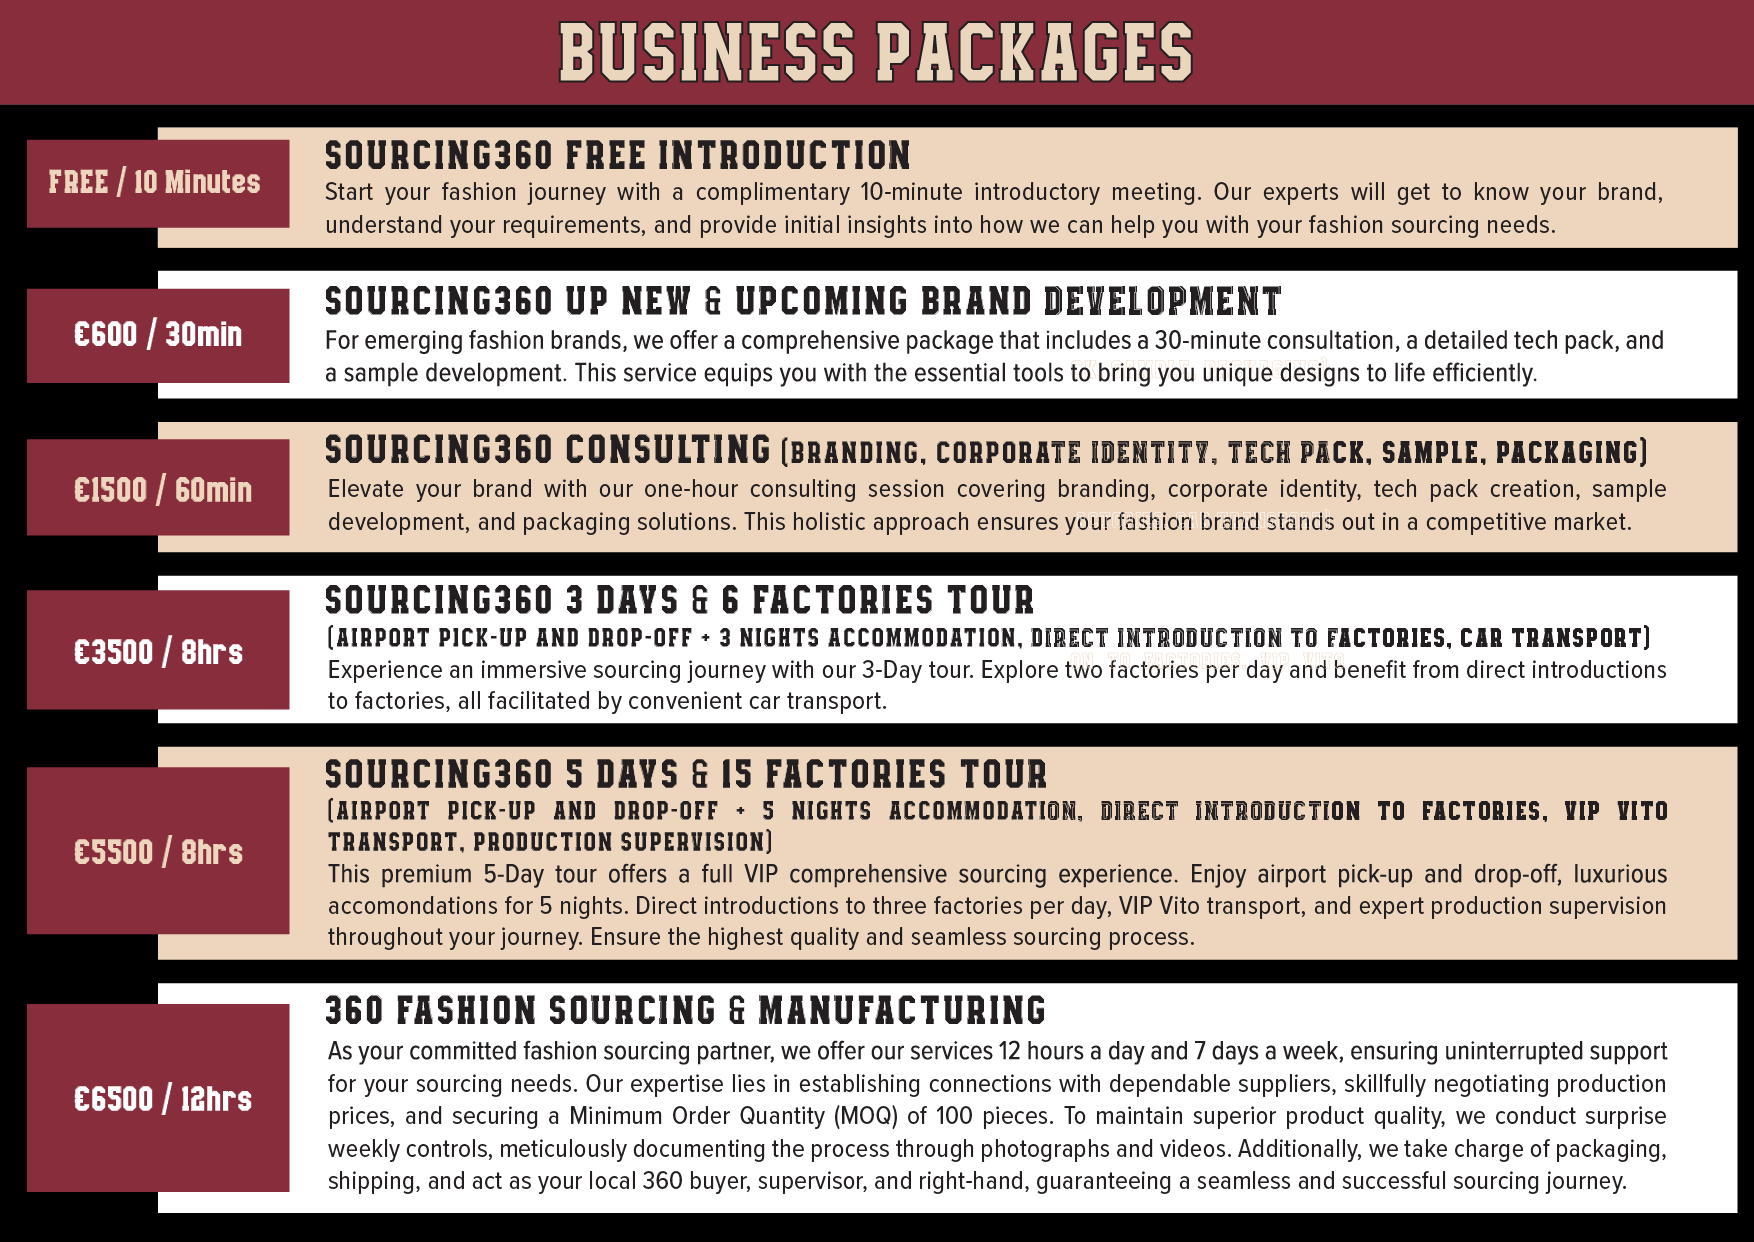 BUSINESS PACKAGES
FREE / 10 Minutes
SOURCING360 FREE INTRODUCTION
Start your fashion journey with a complimentary 10-minute introductory meeting. Our experts will get to know your brand,
understand your requirements, and provide initial insights into how we can help you with your fashion sourcing needs.
€600 / 30min
SOURCING360 UP NEW & UPCOMING BRAND DEVELOPMENT
For emerging fashion brands, we offer a comprehensive package that includes a 30-minute consultation, a detailed tech pack, and
a sample development. This service equips you with the essential tools to bring you unique designs to life efficiently.
€1500 / 60min
SOURCING360 CONSULTING (BRANDING, CORPORATE IDENTITY, TECH PACK, SAMPLE, PACKAGING)
Elevate your brand with our one-hour consulting session covering branding, corporate identity, tech pack creation, sample
development, and packaging solutions. This holistic approach ensures your fashion brand stands out in a competitive market.
€3500 / 8hrs
SOURCING360 3 DAYS & 6 FACTORIES TOUR
(AIRPORT PICK-UP AND DROP-OFF + 3 NIGHTS ACCOMMODATION, DIRECT INTRODUCTION TO FACTORIES, CAR TRANSPORT)
Experience an immersive sourcing journey with our 3-Day tour. Explore two factories per day and benefit from direct introductions
to factories, all facilitated by convenient car transport.
€5500 / 8hrs
SOURCING360 5 DAYS & 15 FACTORIES TOUR
(AIRPORT PICK-UP AND DROP-OFF + 5 NIGHTS ACCOMMODATION, DIRECT INTRODUCTION TO FACTORIES, VIP VITO
TRANSPORT, PRODUCTION SUPERVISION)
This premium 5-Day tour offers a full VIP comprehensive sourcing experience. Enjoy airport pick-up and drop-off, luxurious
accomondations for 5 nights. Direct introductions to three factories per day, VIP Vito transport, and expert production supervision
throughout your journey. Ensure the highest quality and seamless sourcing process.
€6500 / 12hrs
360 FASHION SOURCING & MANUFACTURING
As your committed fashion sourcing partner, we offer our services 12 hours a day and 7 days a week, ensuring uninterrupted support
for your sourcing needs. Our expertise lies in establishing connections with dependable suppliers, skillfully negotiating production
prices, and securing a Minimum Order Quantity (MOQ) of 100 pieces. To maintain superior product quality, we conduct surprise
weekly controls, meticulously documenting the process through photographs and videos. Additionally, we take charge of packaging,
shipping, and act as your local 360 buyer, supervisor, and right-hand, guaranteeing a seamless and successful sourcing journey.